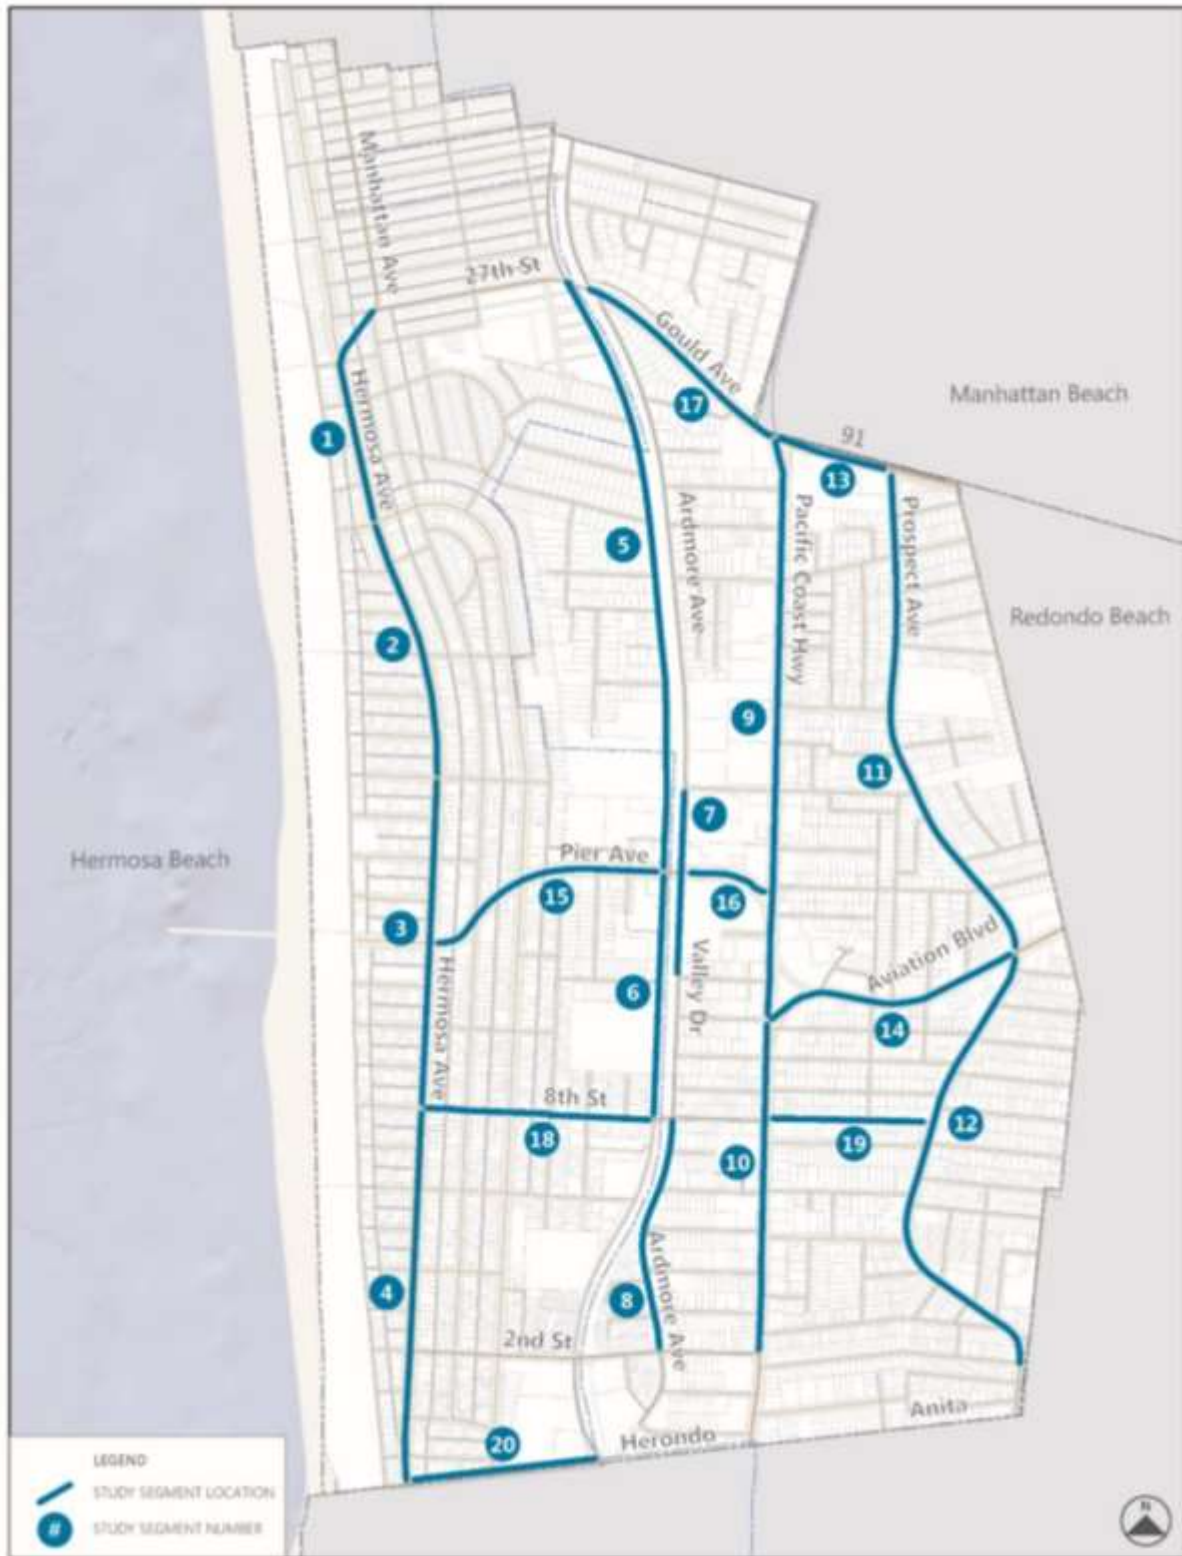 Manhattan Ave
27th St
Gould Ave
17
Manhattan Beach
91
13
1
Hermosa Ave
5
Ardmore Ave
Pacific Coast Hwy
Prospect Ave
Redondo Beach
2
9
11
7
Hermosa Beach
Pier Ave
15
16
3
Aviation Blvd
Hermosa Ave
6
Valley Dr
14
8th St
18
10
19
12
4
8
Ardmore Ave
2nd St
Anita
20
Herondo
LEGEND
STUDY SEGMENT LOCATION
# STUDY SEGMENT NUMBER
N